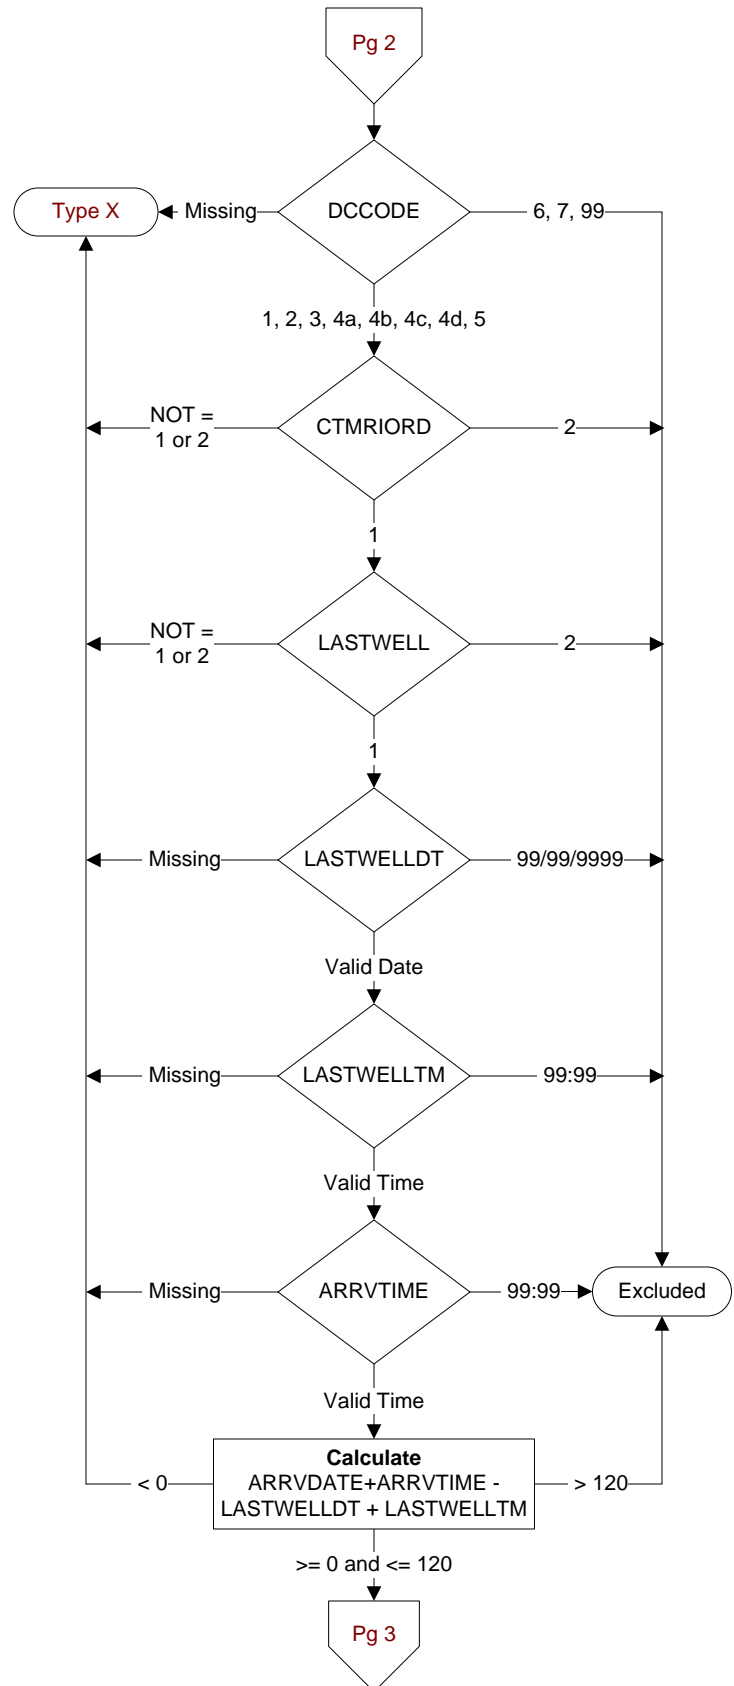 Pg 2
DCCODE
Type X
Missing
6, 7, 99
1, 2, 3, 4a, 4b, 4c, 4d, 5
NOT =
1 or 2
CTMRIORD
2
1
NOT =
1 or 2
LASTWELL
2
1
Missing
LASTWELLDT
99/99/9999
Valid Date
Missing
LASTWELLTM
99:99
Valid Time
Missing
ARRVTIME
99:99
Excluded
Valid Time
Calculate
ARRVDATE+ARRVTIME -
LASTWELLDT + LASTWELLTM
< 0
> 120
>= 0 and <= 120
Pg 3